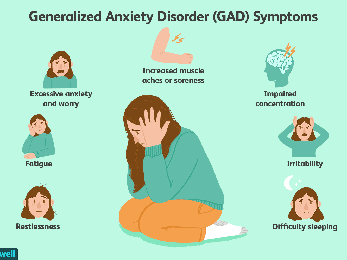 Generalized Anxiety Disorder (GAD) Symptoms
Increased muscle
aches or soreness
Excessive anxiety
and worry
Impaired
concentration
Fatigue
Irritability
Restlessness
Difficulty sleeping
well